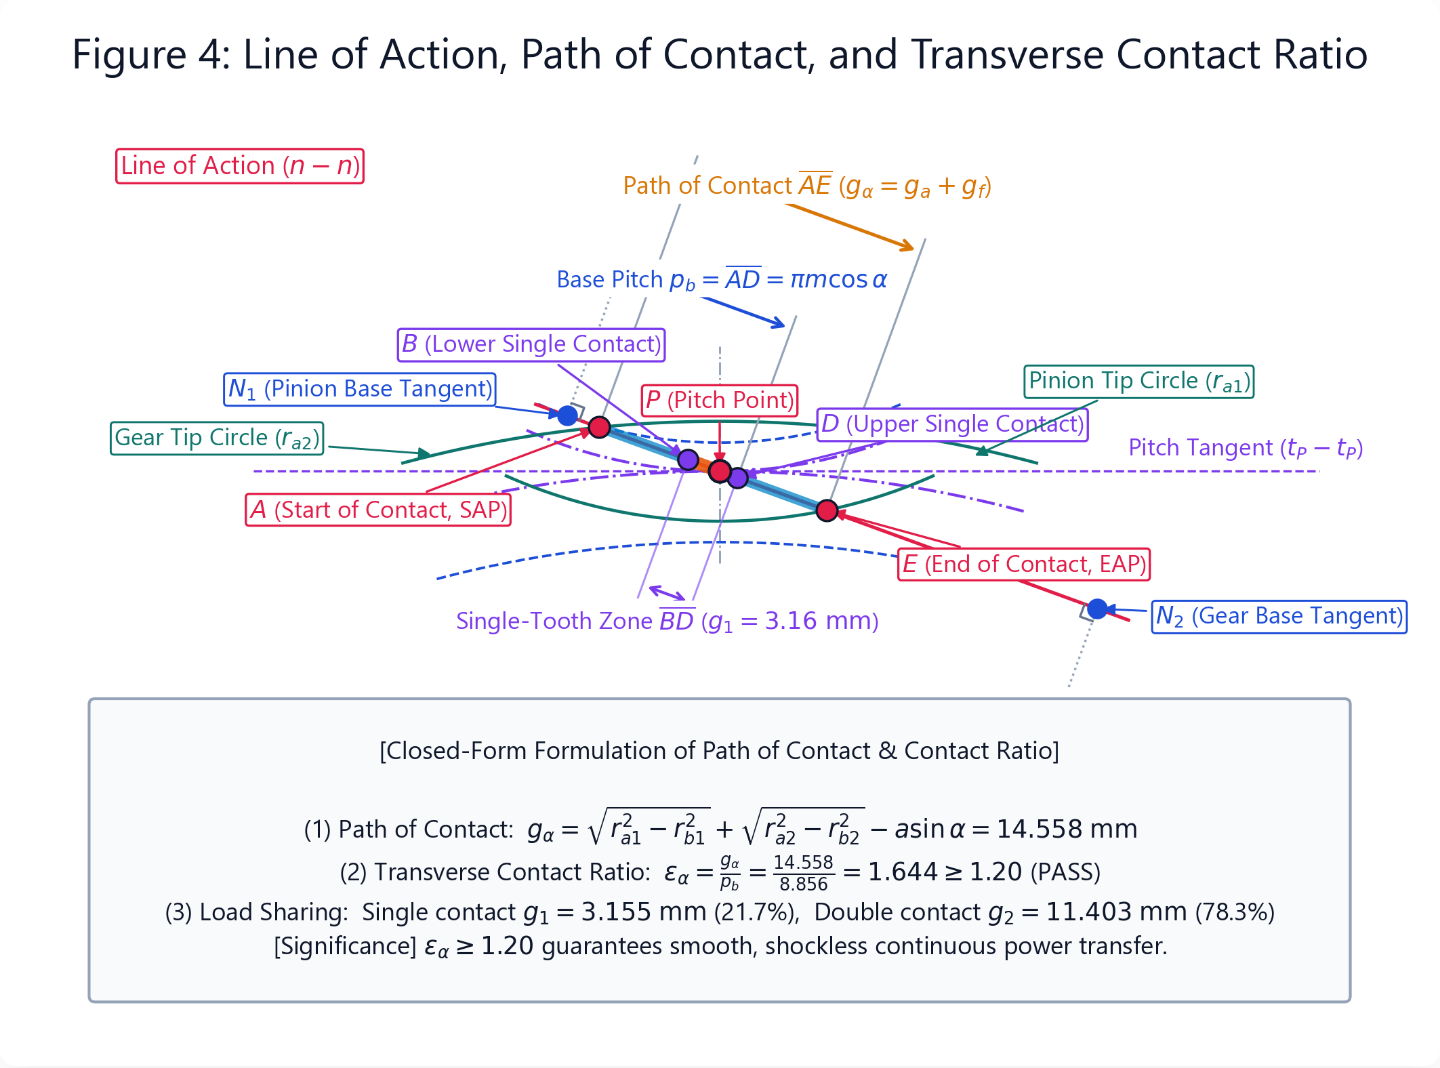 Figure 4: Line of Action, Path of Contact, and Transverse Contact Ratio
Line of Action (n − n)
Path of Contact A̅E̅ (gα = ga + gf)
Base Pitch pb = A̅D̅ = πmcos α
B (Lower Single Contact)
N1 (Pinion Base Tangent)
P (Pitch Point)
Pinion Tip Circle (ra1)
D (Upper Single Contact)
Gear Tip Circle (ra2)
Pitch Tangent (tP − tP)
A (Start of Contact, SAP)
E (End of Contact, EAP)
Single-Tooth Zone B̅D̅ (g1 = 3.16 mm)
N2 (Gear Base Tangent)
[Closed-Form Formulation of Path of Contact & Contact Ratio]
(1) Path of Contact: gα = √(r²a1 − r²b1) + √(r²a2 − r²b2) − a sin α = 14.558 mm
(2) Transverse Contact Ratio: εα = gα/pb = 14.558/8.856 = 1.644 ≥ 1.20 (PASS)
(3) Load Sharing: Single contact g1 = 3.155 mm (21.7%), Double contact g2 = 11.403 mm (78.3%)
[Significance] εα ≥ 1.20 guarantees smooth, shockless continuous power transfer.